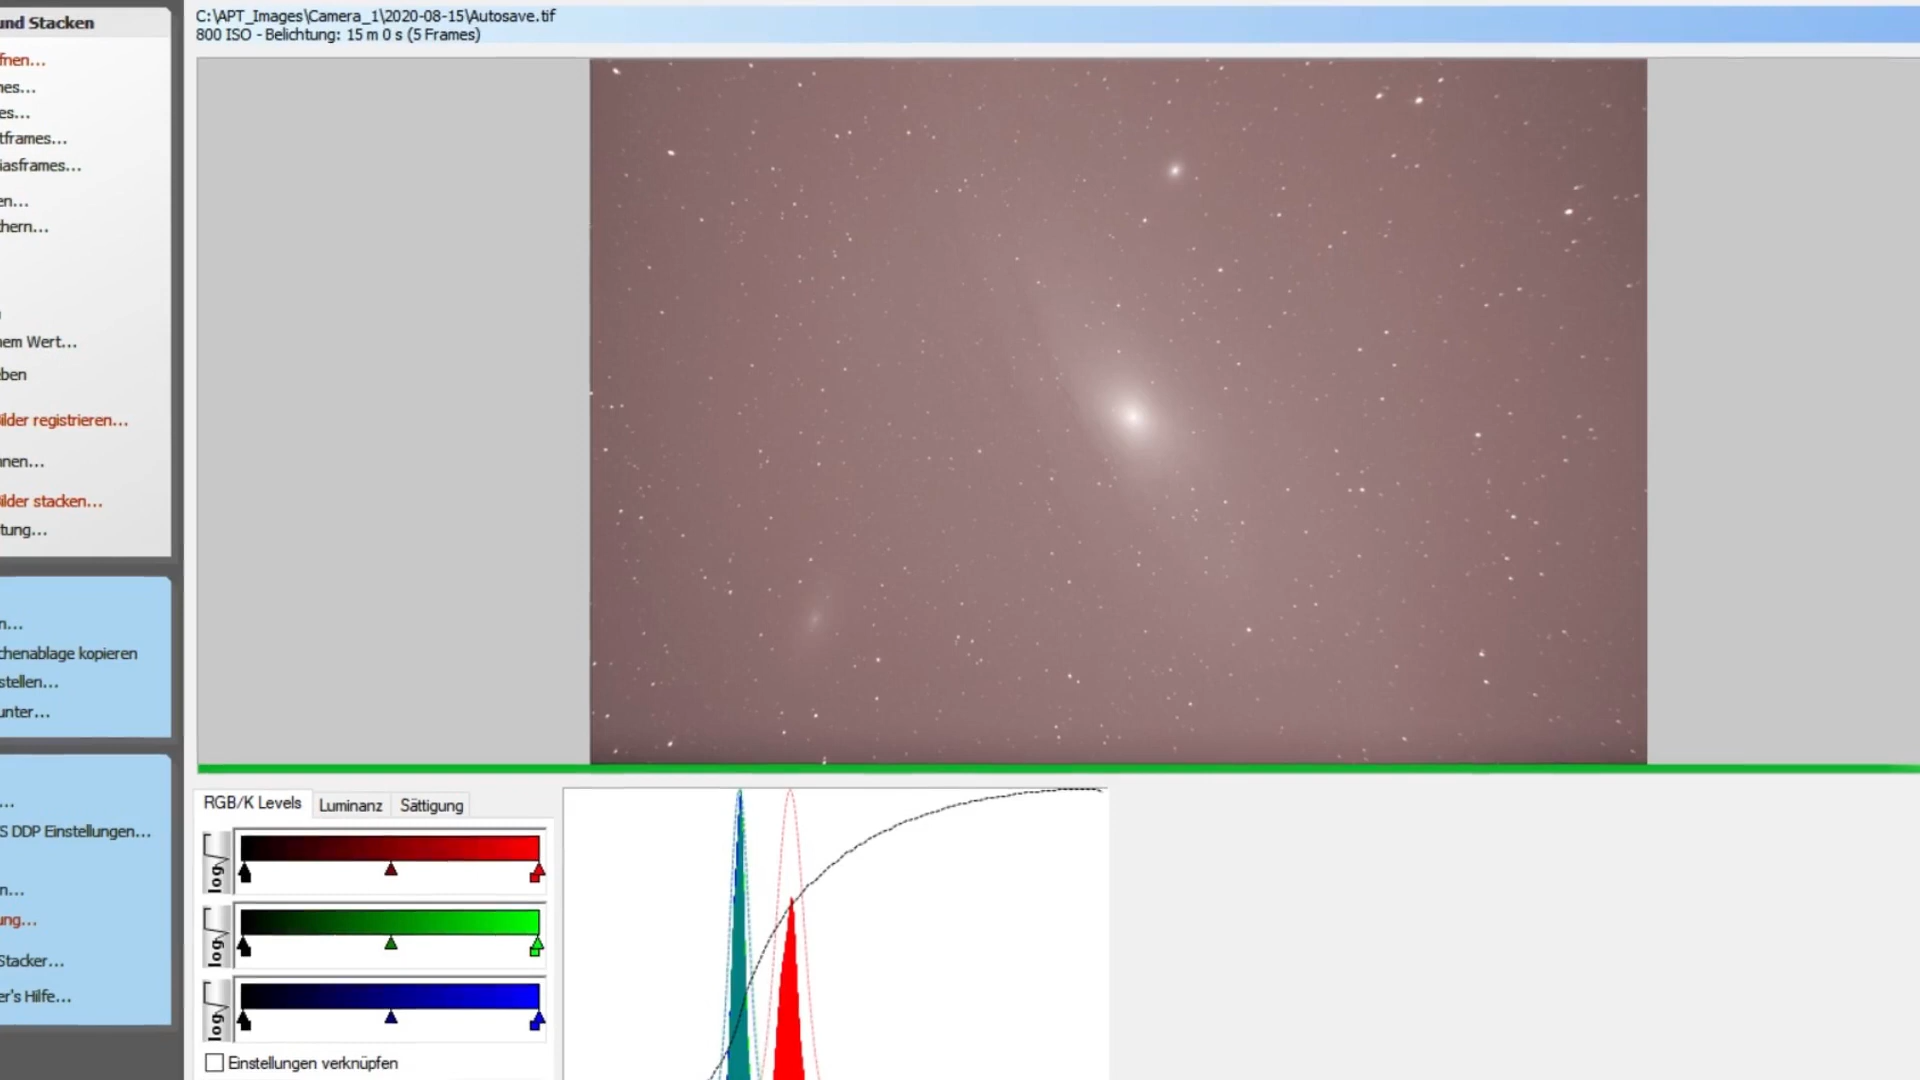 und Stacken
fnen...
nes...
es...
tframes...
iasframes...
en...
hern...
nem Wert...
ben
ilder registrieren...
nnen...
ilder stacken...
tung...
n...
chenablage kopieren
stellen...
unter...
...
S DDP Einstellungen...
n...
ung...
Stacker...
er's Hilfe...
C:\APT_Images\Camera_1\2020-08-15\Autosave.tif
800 ISO - Belichtung: 15 m 0 s (5 Frames)
RGB/K Levels Luminanz Sättigung
log
log
log
Einstellungen verknüpfen